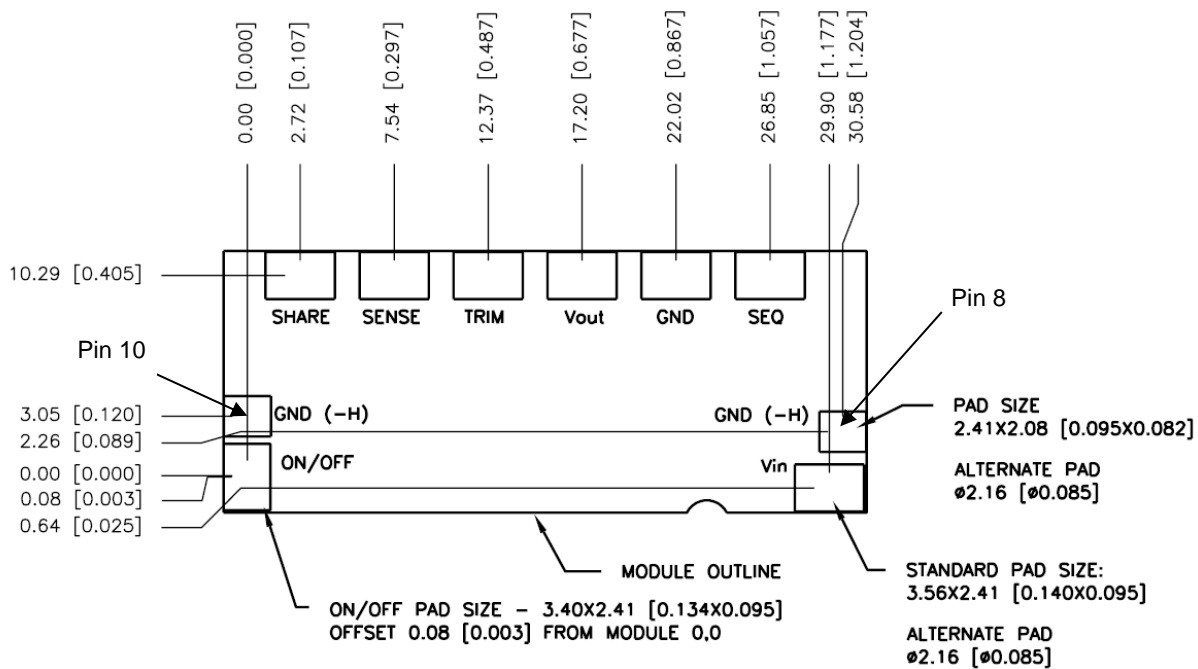 0.00 [0.000]
2.72 [0.107]
7.54 [0.297]
12.37 [0.487]
17.20 [0.677]
22.02 [0.867]
26.85 [1.057]
29.90 [1.177]
30.58 [1.204]
10.29 [0.405]
SHARE
SENSE
TRIM
Vout
GND
SEQ
Pin 8
Pin 10
3.05 [0.120]
2.26 [0.089]
0.00 [0.000]
0.08 [0.003]
0.64 [0.025]
GND (-H)
GND (-H)
ON/OFF
Vin
PAD SIZE
2.41X2.08 [0.095X0.082]
ALTERNATE PAD
ø2.16 [ø0.085]
MODULE OUTLINE
ON/OFF PAD SIZE - 3.40X2.41 [0.134X0.095]
OFFSET 0.08 [0.003] FROM MODULE 0,0
STANDARD PAD SIZE:
3.56X2.41 [0.140X0.095]
ALTERNATE PAD
ø2.16 [ø0.085]